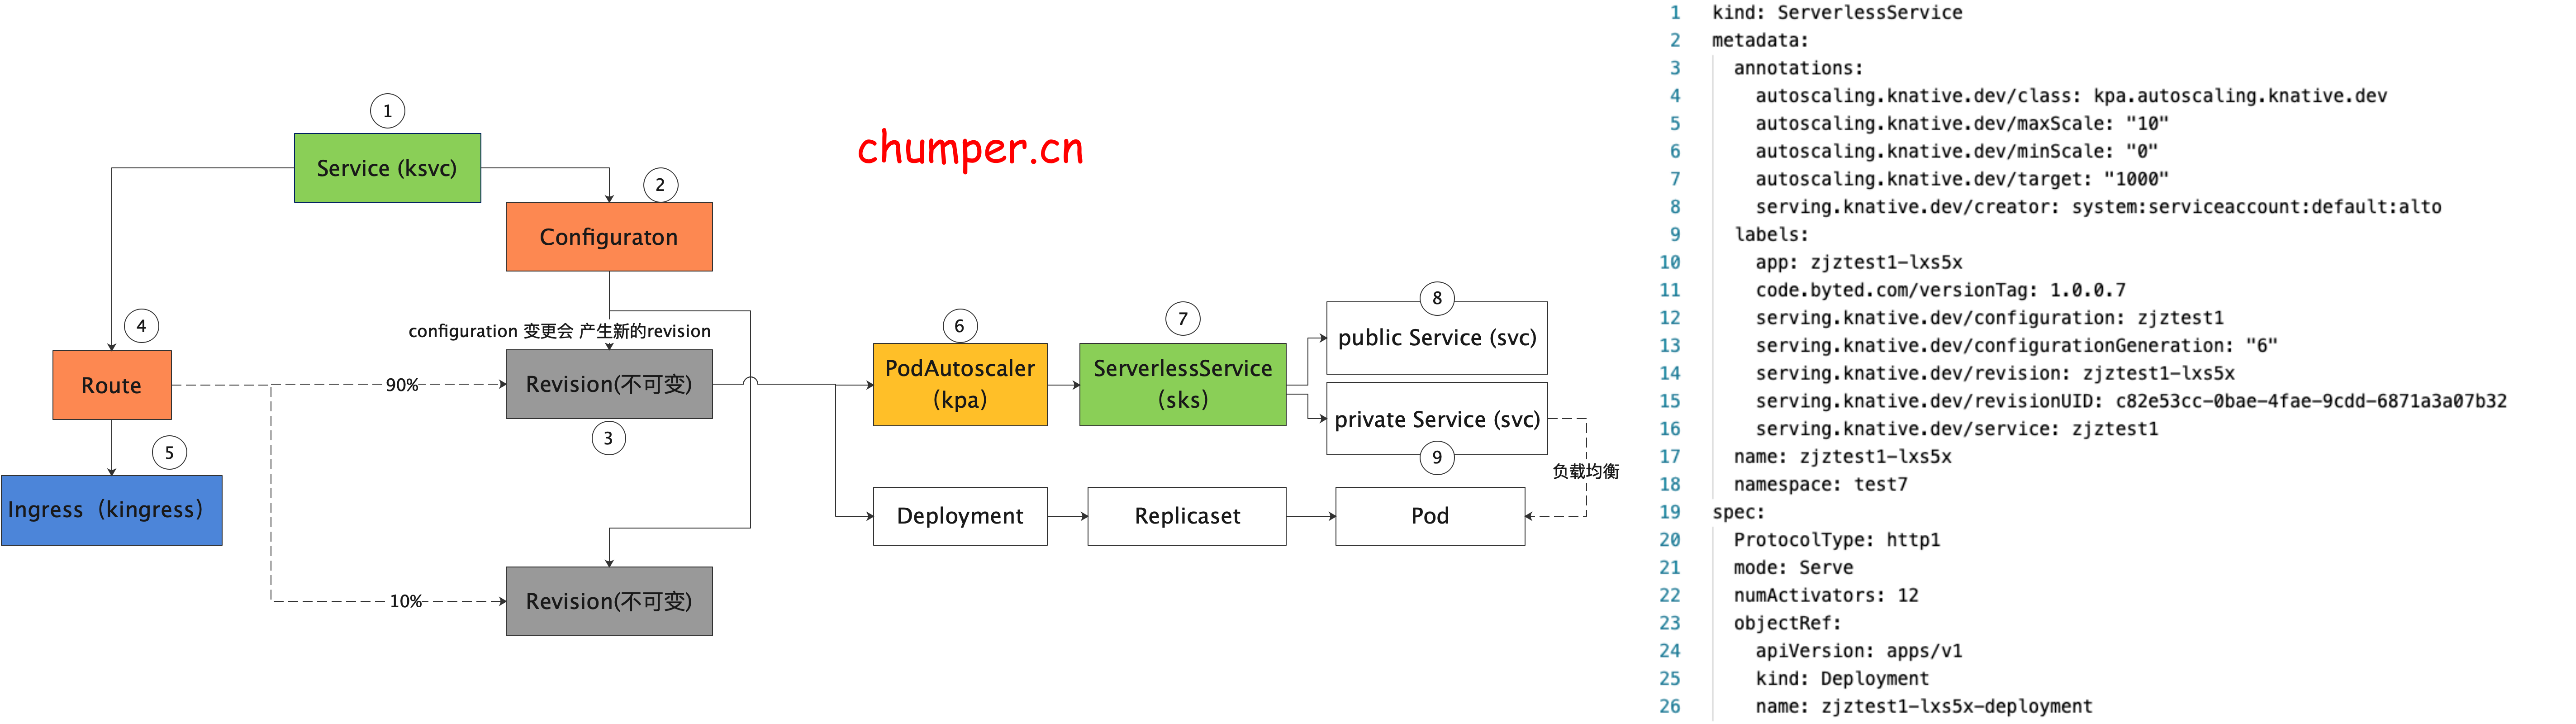 1
Service (ksvc)
2
Configuraton
chumper.cn
configuration 变更会 产生新的revision
4
Route
90%
Revision(不可变)
3
5
Ingress（kingress）
10%
Revision(不可变)
6
PodAutoscaler
（kpa）
7
ServerlessService
（sks）
8
public Service (svc)
private Service (svc)
9
负载均衡
Deployment
Replicaset
Pod
1 kind: ServerlessService
2 metadata:
3 annotations:
4 autoscaling.knative.dev/class: kpa.autoscaling.knative.dev
5 autoscaling.knative.dev/maxScale: "10"
6 autoscaling.knative.dev/minScale: "0"
7 autoscaling.knative.dev/target: "1000"
8 serving.knative.dev/creator: system:serviceaccount:default:alto
9 labels:
10 app: zjztest1-lxs5x
11 code.byted.com/versionTag: 1.0.0.7
12 serving.knative.dev/configuration: zjztest1
13 serving.knative.dev/configurationGeneration: "6"
14 serving.knative.dev/revision: zjztest1-lxs5x
15 serving.knative.dev/revisionUID: c82e53cc-0bae-4fae-9cdd-6871a3a07b32
16 serving.knative.dev/service: zjztest1
17 name: zjztest1-lxs5x
18 namespace: test7
19 spec:
20 ProtocolType: http1
21 mode: Serve
22 numActivators: 12
23 objectRef:
24 apiVersion: apps/v1
25 kind: Deployment
26 name: zjztest1-lxs5x-deployment